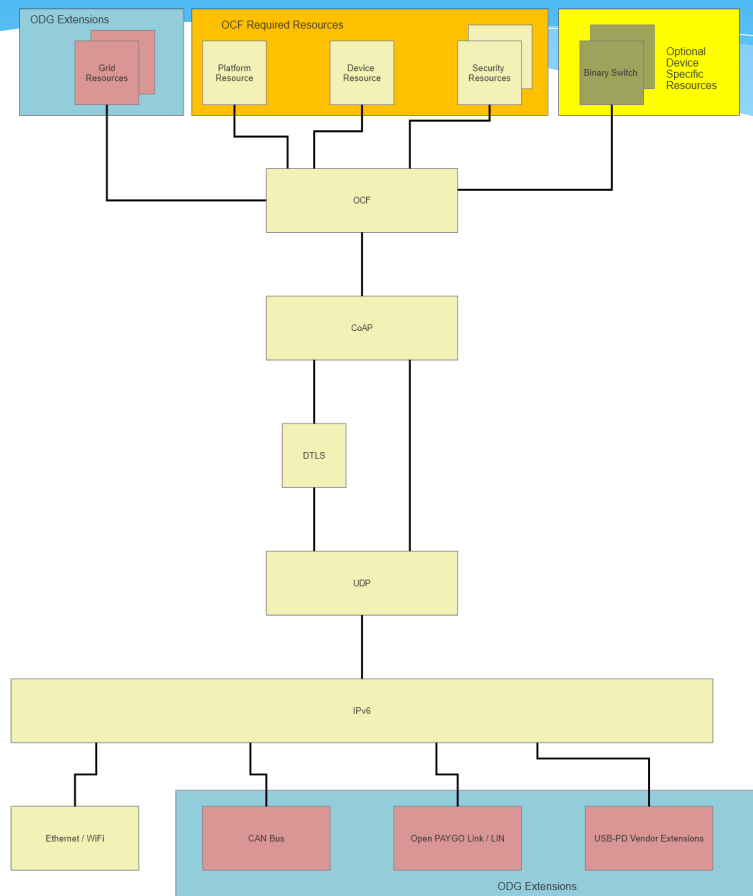 ODG Extensions
Grid
Resources
OCF Required Resources
Platform
Resource
Device
Resource
Security
Resources
Binary Switch
Optional
Device
Specific
Resources
OCF
CoAP
DTLS
UDP
IPv6
Ethernet / WiFi
CAN Bus
Open PAYGO Link / LIN
USB-PD Vendor Extensions
ODG Extensions